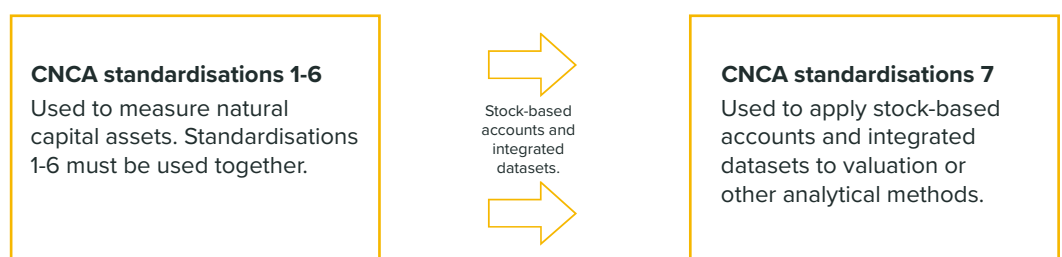 CNCA standardisations 1-6
Used to measure natural
capital assets. Standardisations
1-6 must be used together.
Stock-based
accounts and
integrated
datasets.
CNCA standardisations 7
Used to apply stock-based
accounts and integrated
datasets to valuation or
other analytical methods.